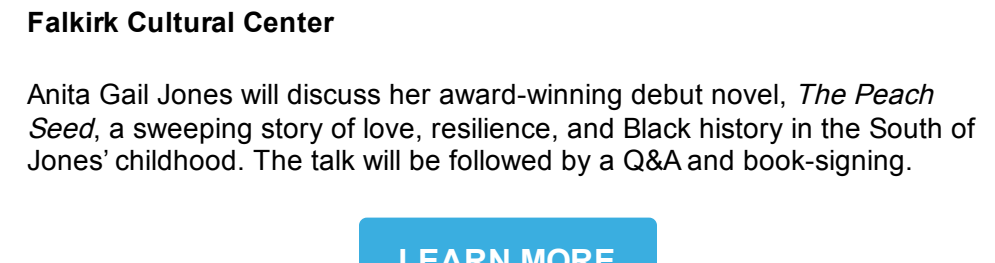 Falkirk Cultural Center
Anita Gail Jones will discuss her award-winning debut novel, The Peach
Seed, a sweeping story of love, resilience, and Black history in the South of
Jones’ childhood. The talk will be followed by a Q&A and book-signing.
LEARN MORE